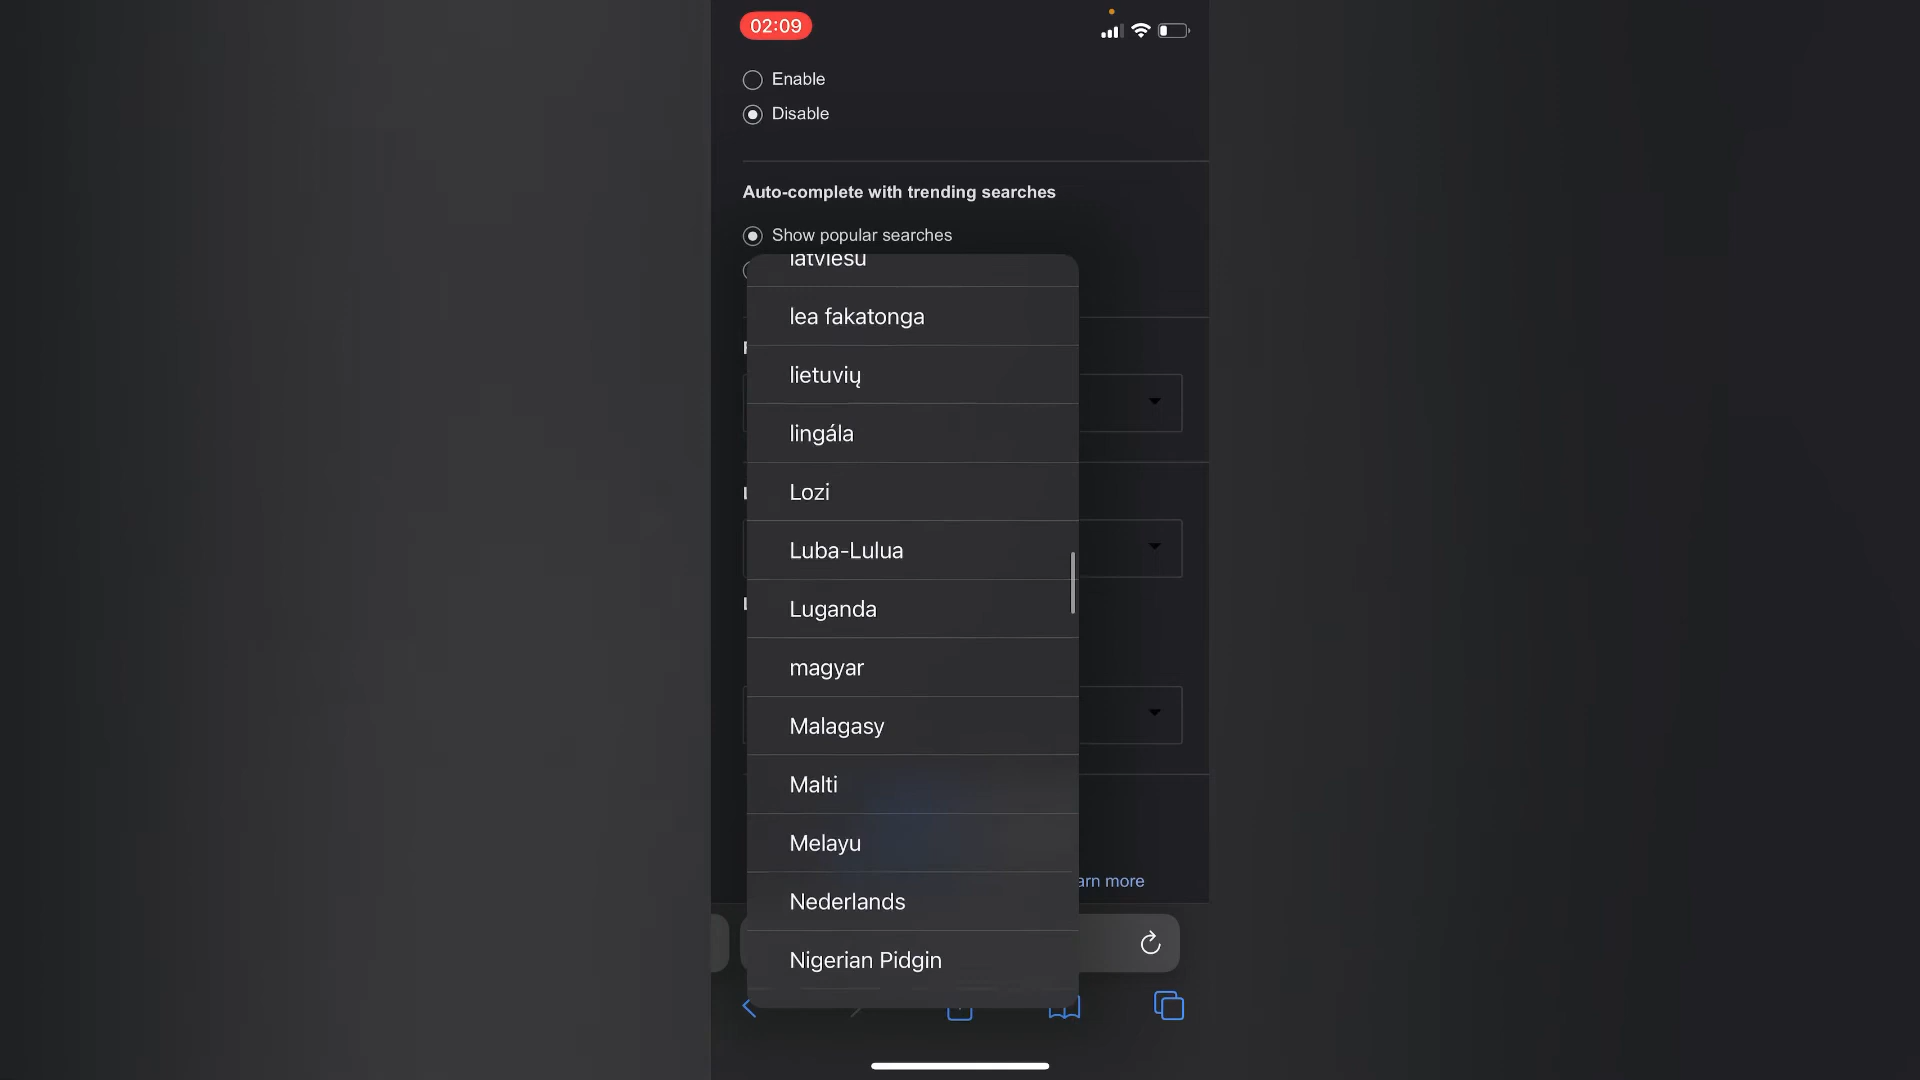 02:09
Enable
Disable
Auto-complete with trending searches
Show popular searches
latviešu
lea fakatonga
lietuvių
lingála
Lozi
Luba-Lulua
Luganda
magyar
Malagasy
Malti
Melayu
arn more
Nederlands
Nigerian Pidgin